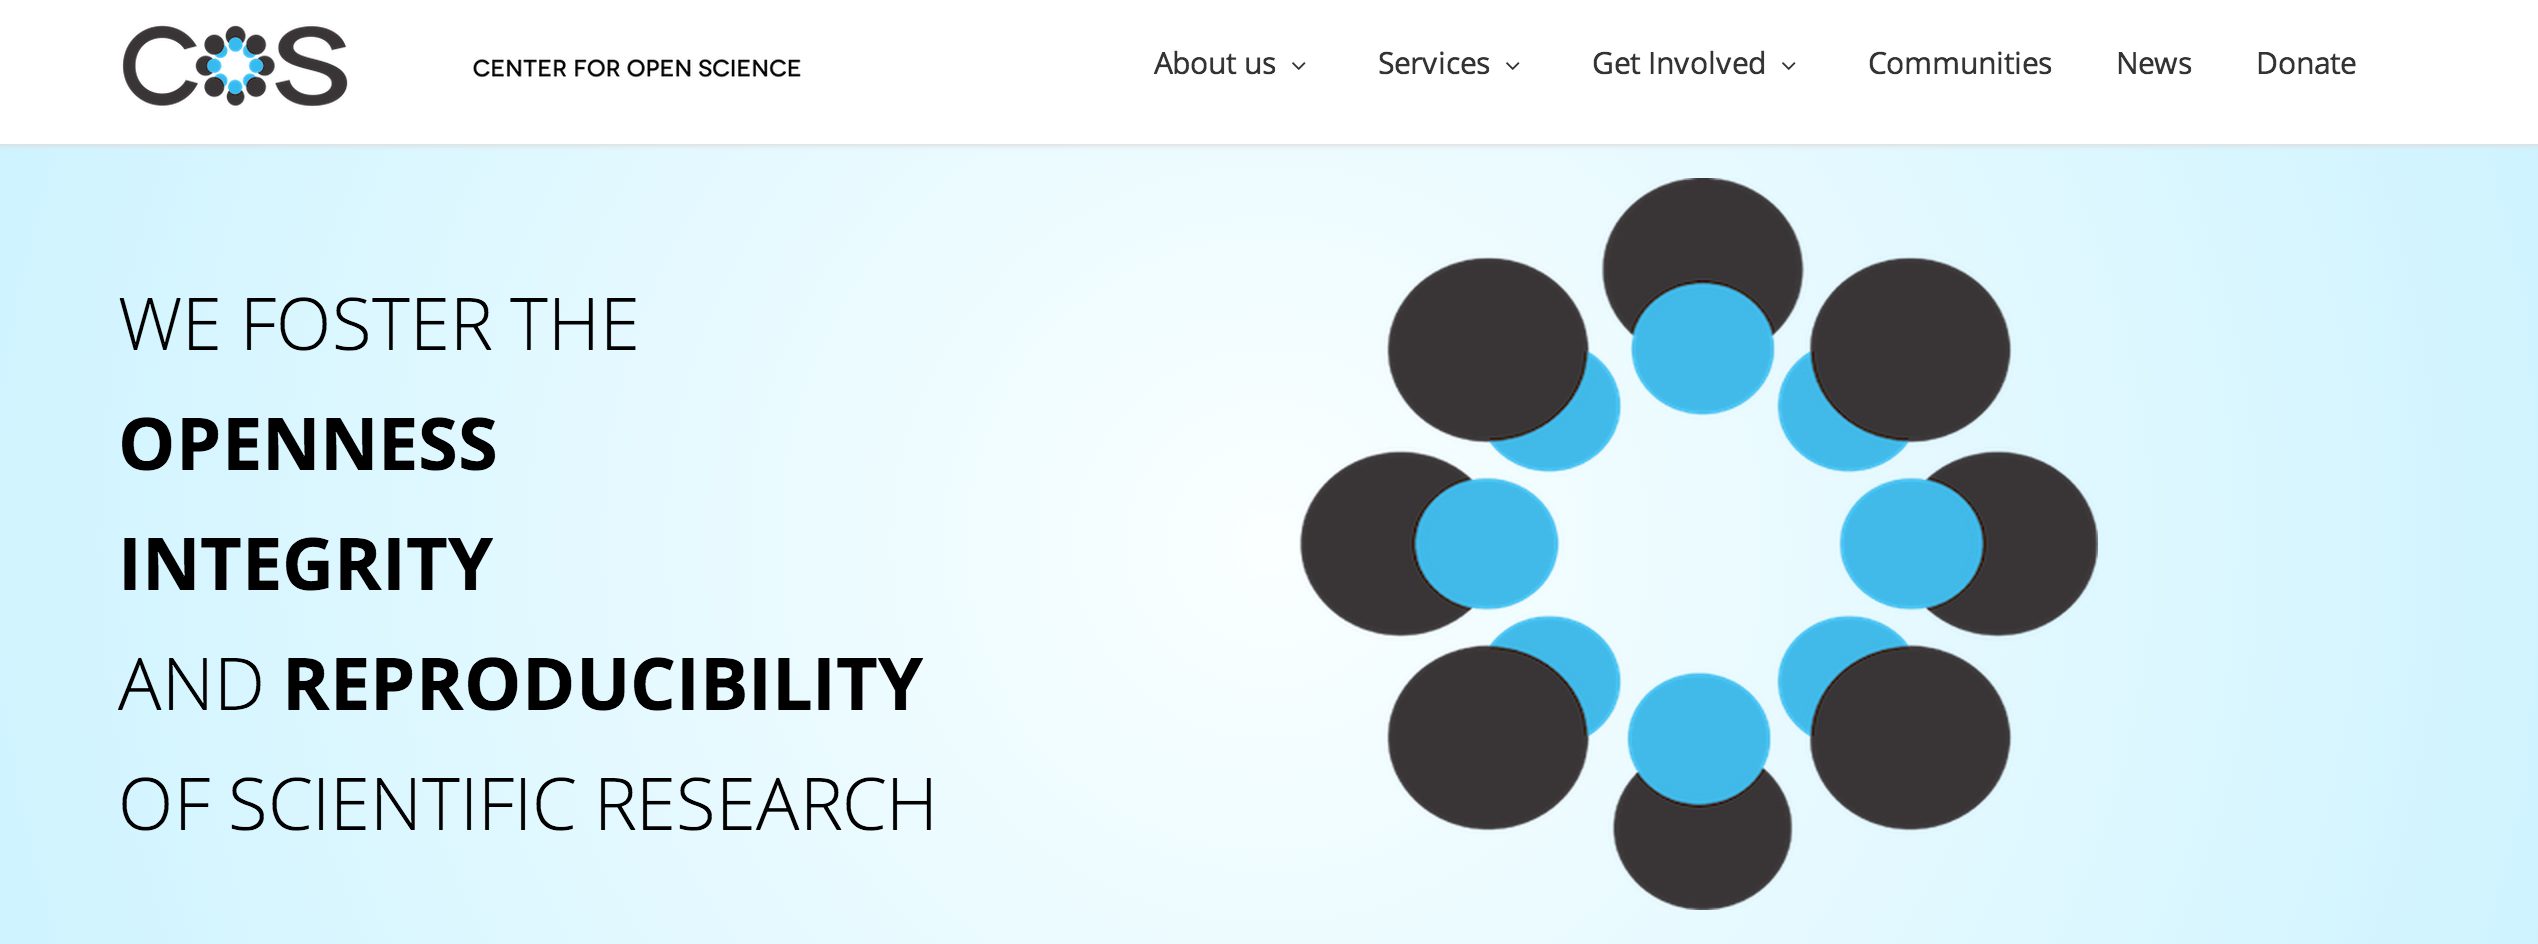 COS
CENTER FOR OPEN SCIENCE
About us
Services
Get Involved
Communities
News
Donate
WE FOSTER THE
OPENNESS
INTEGRITY
AND REPRODUCIBILITY
OF SCIENTIFIC RESEARCH